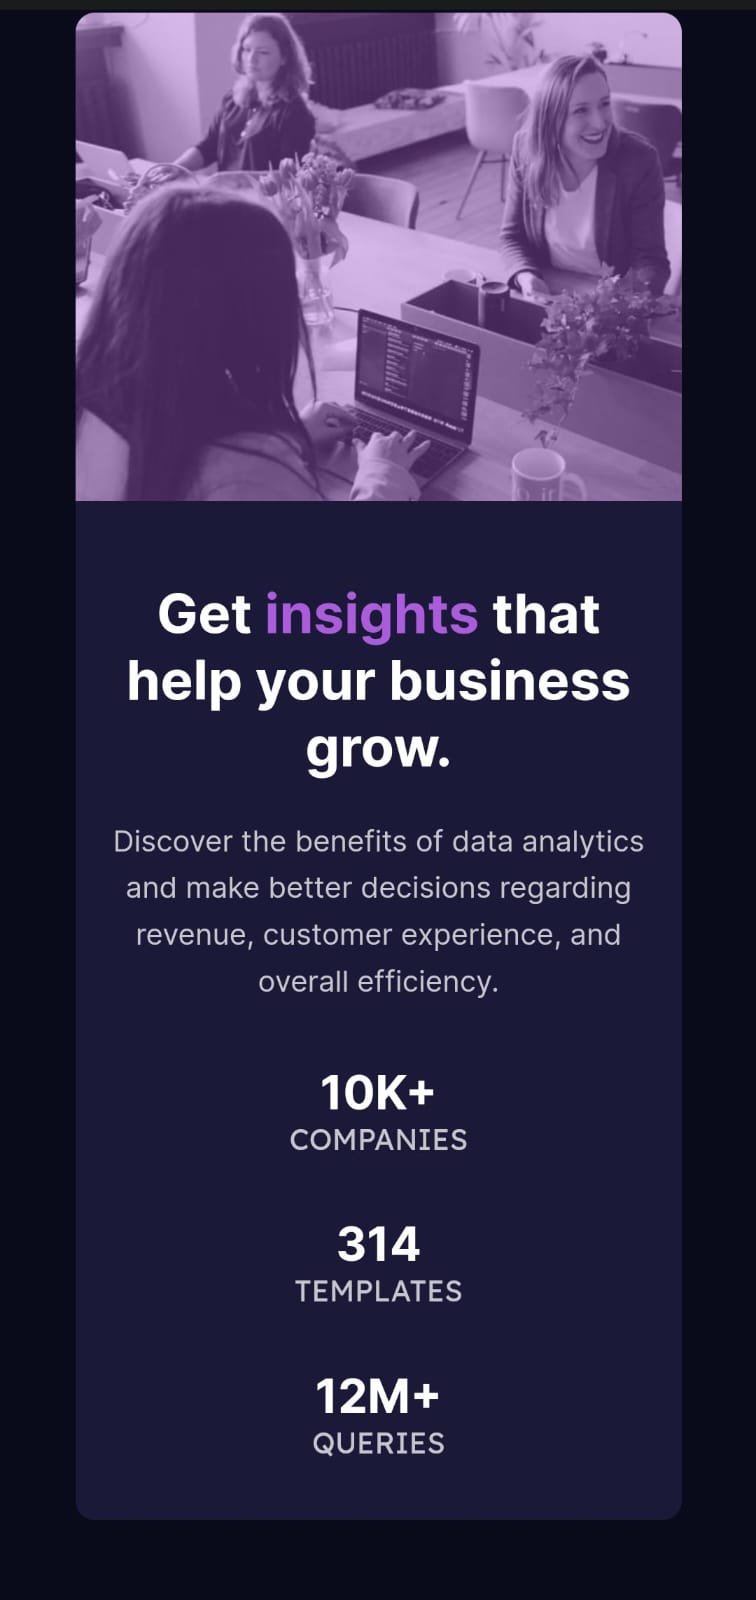 Get insights that
help your business
grow.
Discover the benefits of data analytics
and make better decisions regarding
revenue, customer experience, and
overall efficiency.
10K+
COMPANIES
314
TEMPLATES
12M+
QUERIES